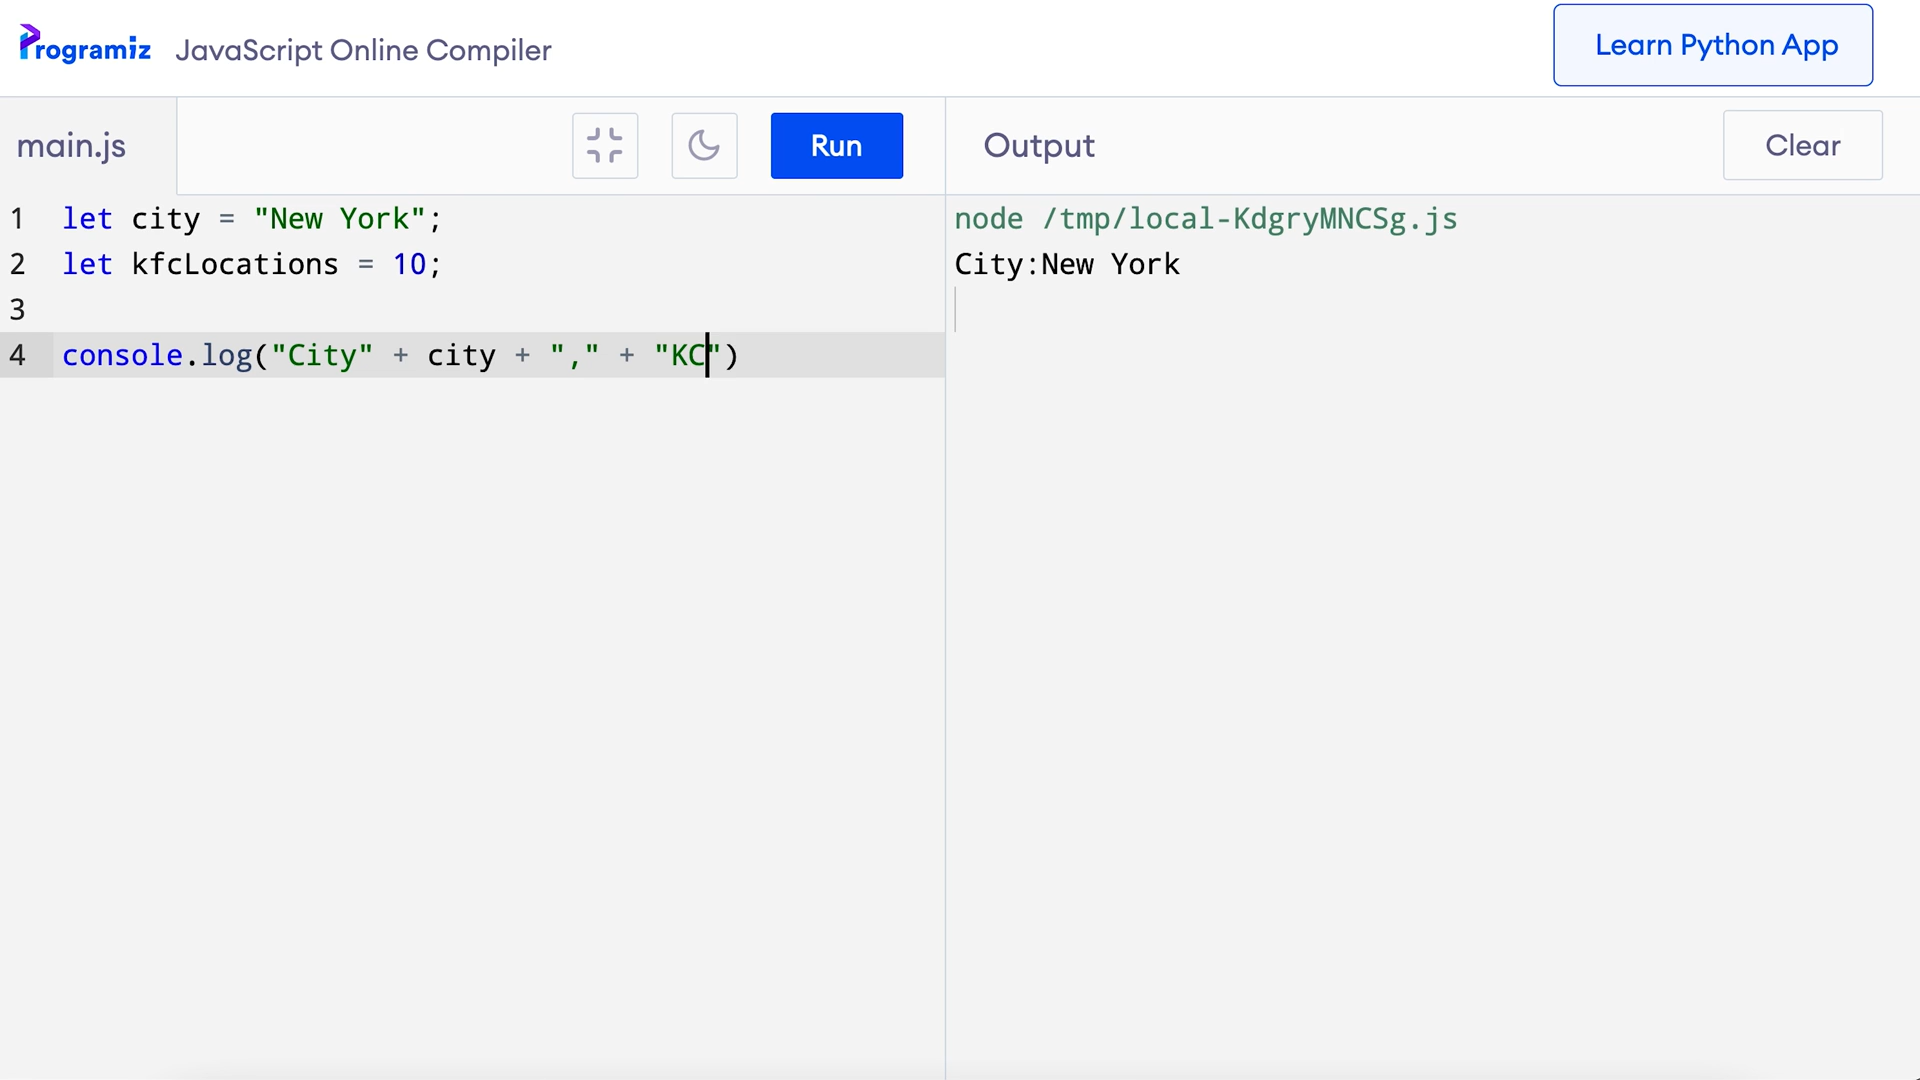 Programiz JavaScript Online Compiler Learn Python App
main.js Run Output Clear
1 let city = "New York";
2 let kfcLocations = 10;
3
4 console.log("City" + city + "," + "KC")
node /tmp/local-KdgryMNCSg.js
City:New York